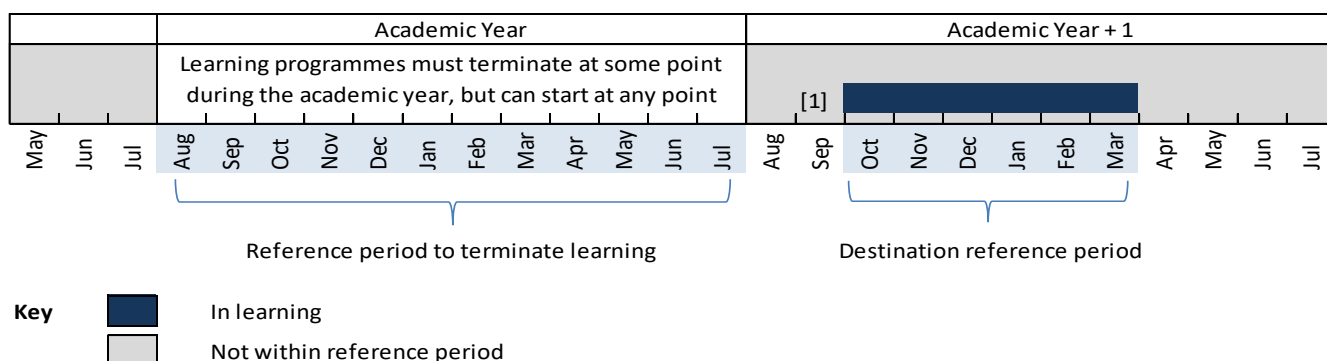 Academic Year Academic Year + 1
Learning programmes must terminate at some point
during the academic year, but can start at any point
[1]
May Jun Jul Aug Sep Oct Nov Dec Jan Feb Mar Apr May Jun Jul Aug Sep Oct Nov Dec Jan Feb Mar Apr May Jun Jul
Reference period to terminate learning Destination reference period
Key In learning
Not within reference period